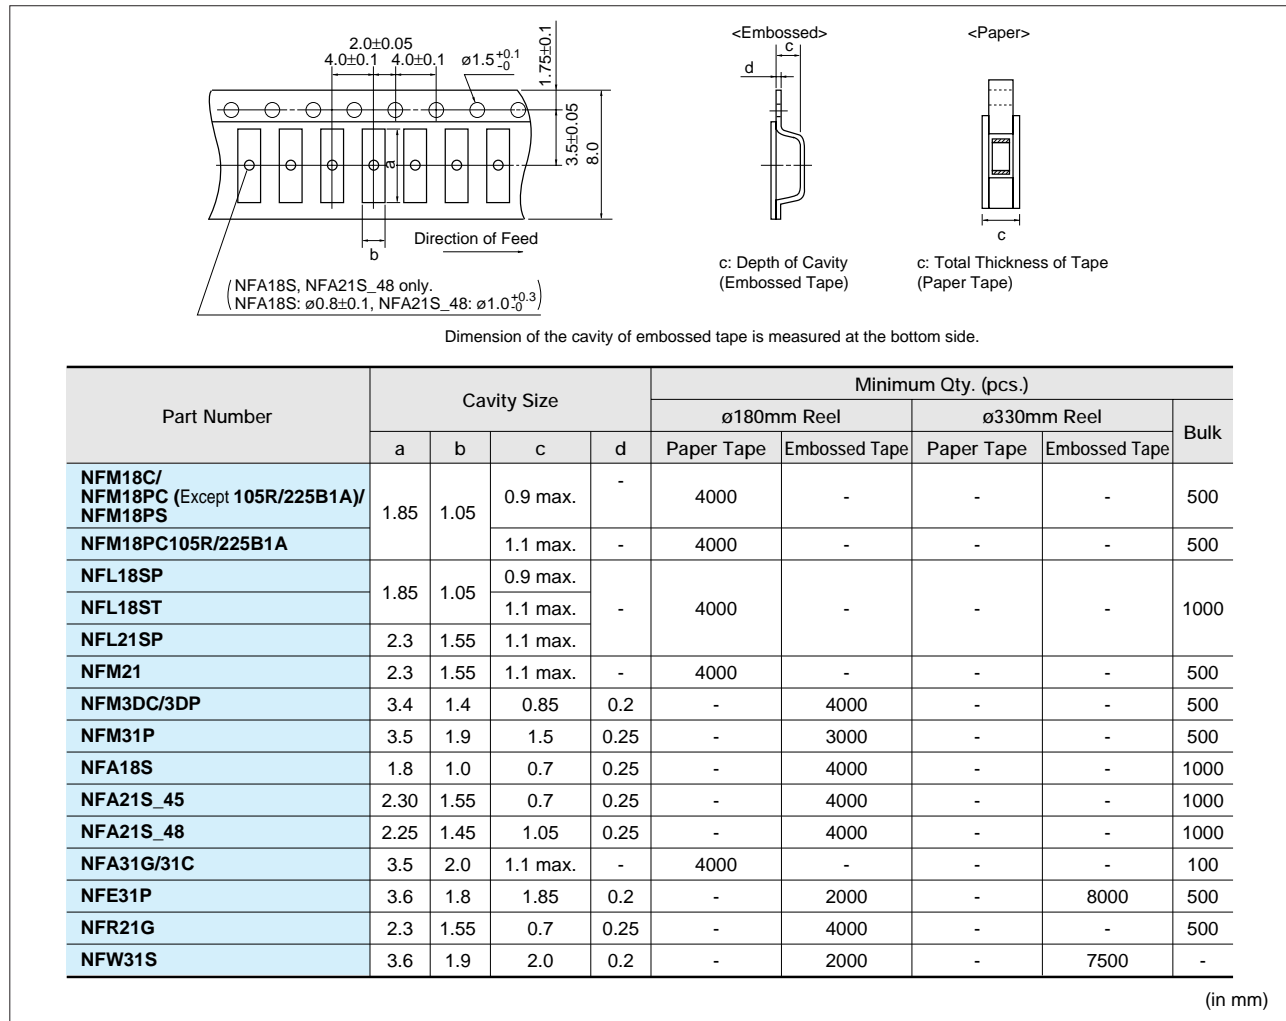 2.0±0.05
4.0±0.1 4.0±0.1 ø1.5 +0.1 -0
1.75±0.1
3.5±0.05
8.0
a
b
Direction of Feed
(NFA18S, NFA21S_48 only.
NFA18S: ø0.8±0.1, NFA21S_48: ø1.0 +0.3 -0)
<Embossed>
c
d
c: Depth of Cavity
(Embossed Tape)
<Paper>
c
c: Total Thickness of Tape
(Paper Tape)
Dimension of the cavity of embossed tape is measured at the bottom side.
Part Number Cavity Size Minimum Qty. (pcs.)
ø180mm Reel ø330mm Reel Bulk
a b c d Paper Tape Embossed Tape Paper Tape Embossed Tape
NFM18C/
NFM18PC (Except 105R/225B1A)/
NFM18PS 1.85 1.05 0.9 max. - 4000 - - - 500
NFM18PC105R/225B1A 1.1 max. - 4000 - - - 500
NFL18SP 1.85 1.05 0.9 max.
NFL18ST 1.1 max. - 4000 - - - 1000
NFL21SP 2.3 1.55 1.1 max.
NFM21 2.3 1.55 1.1 max. - 4000 - - - 500
NFM3DC/3DP 3.4 1.4 0.85 0.2 - 4000 - - 500
NFM31P 3.5 1.9 1.5 0.25 - 3000 - - 500
NFA18S 1.8 1.0 0.7 0.25 - 4000 - - 1000
NFA21S_45 2.30 1.55 0.7 0.25 - 4000 - - 1000
NFA21S_48 2.25 1.45 1.05 0.25 - 4000 - - 1000
NFA31G/31C 3.5 2.0 1.1 max. - 4000 - - - 100
NFE31P 3.6 1.8 1.85 0.2 - 2000 - 8000 500
NFR21G 2.3 1.55 0.7 0.25 - 4000 - - 500
NFW31S 3.6 1.9 2.0 0.2 - 2000 - 7500 -
(in mm)